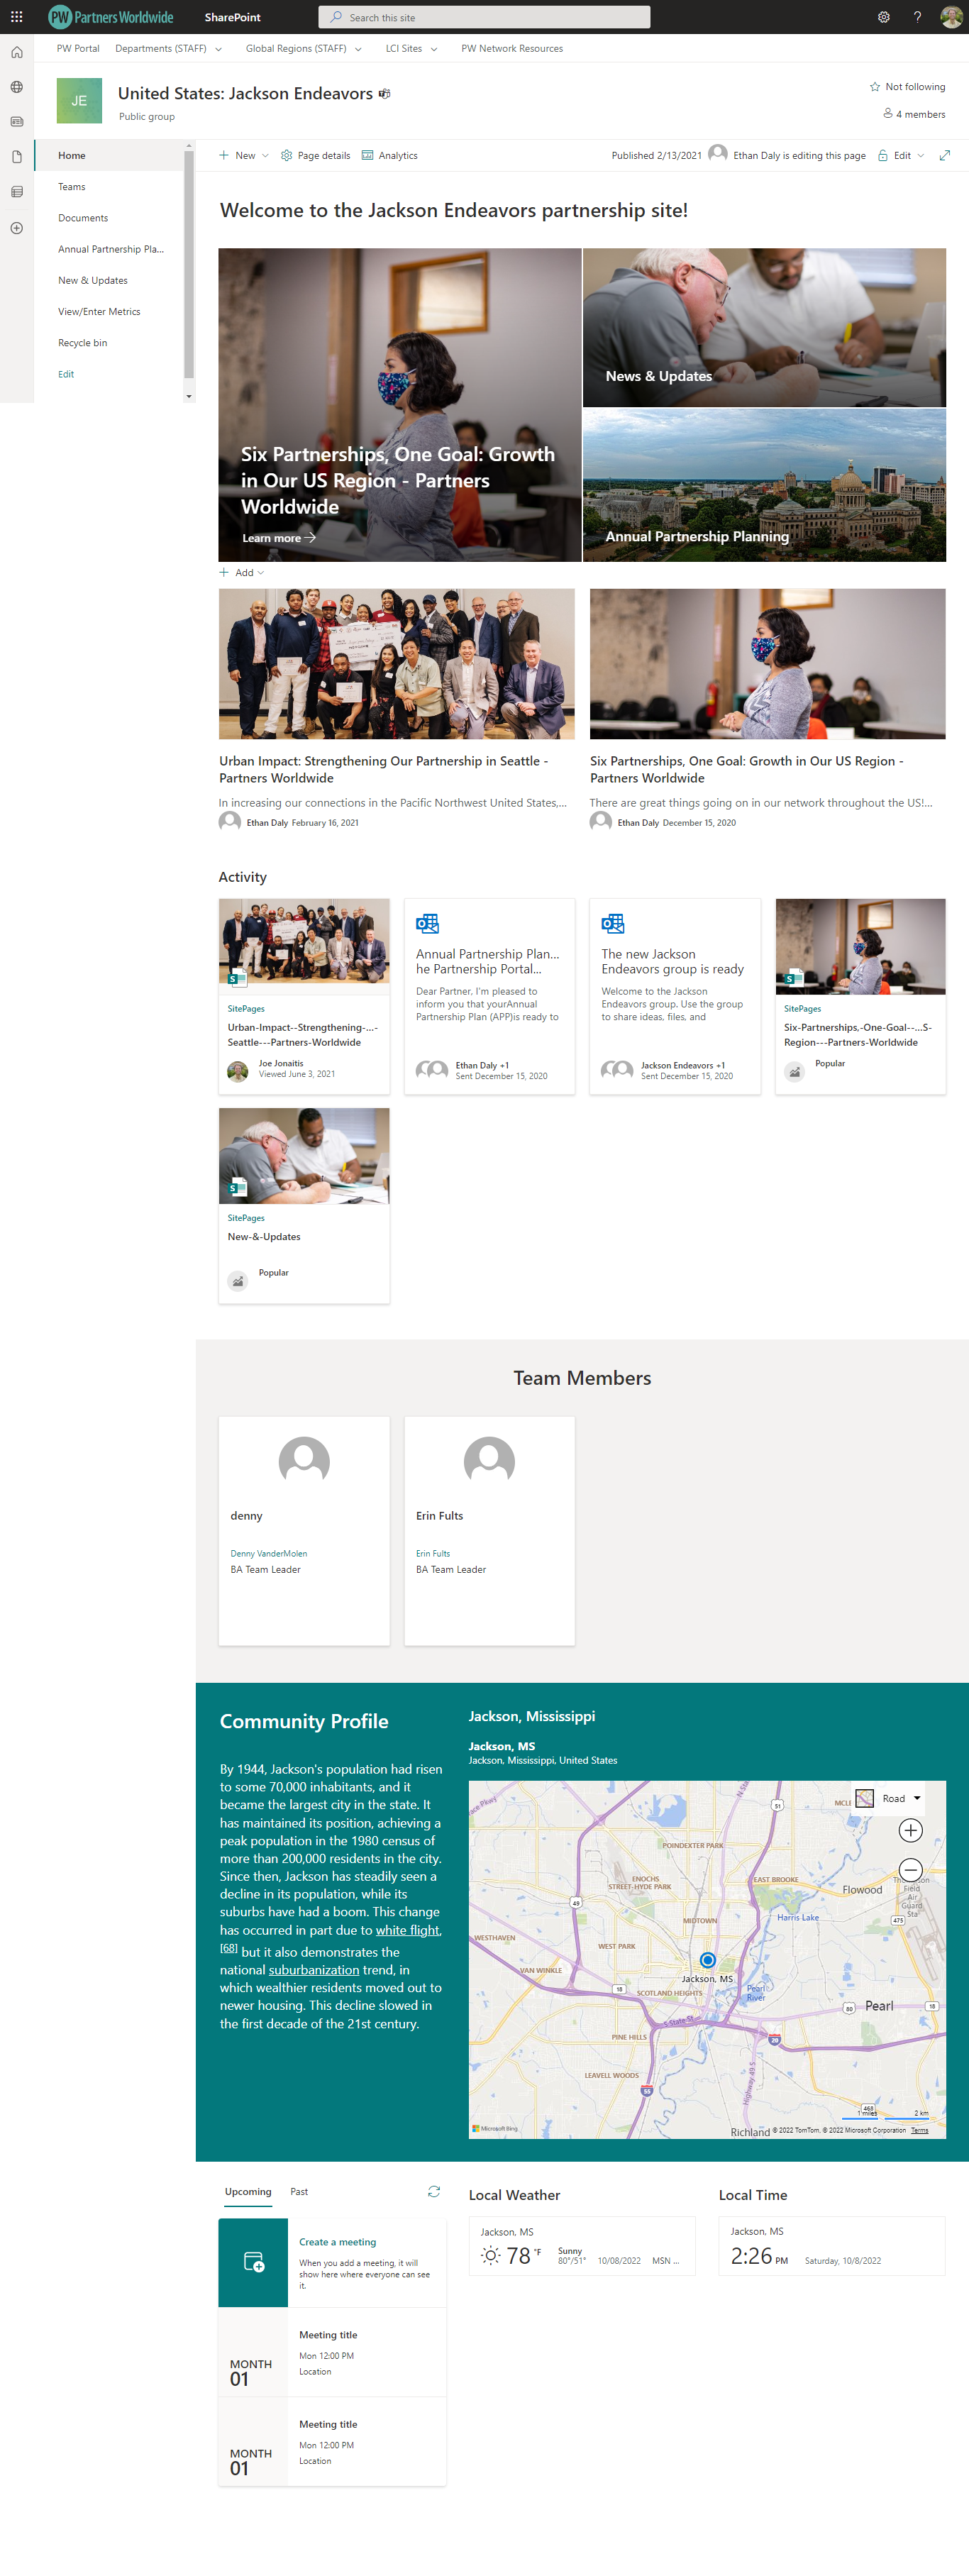 PW Partners Worldwide
SharePoint
Search this site
PW Portal
Departments (STAFF)
Global Regions (STAFF)
LCI Sites
PW Network Resources
JE
United States: Jackson Endeavors
Public group
Not following
4 members
Home
Teams
Documents
Annual Partnership Pla...
New & Updates
View/Enter Metrics
Recycle bin
Edit
New
Page details
Analytics
Published 2/13/2021
Ethan Daly is editing this page
Edit
Welcome to the Jackson Endeavors partnership site!
Six Partnerships, One Goal: Growth
in Our US Region - Partners
Worldwide
Learn more
News & Updates
Annual Partnership Planning
Add
Urban Impact: Strengthening Our Partnership in Seattle -
Partners Worldwide
In increasing our connections in the Pacific Northwest United States,...
Ethan Daly February 16, 2021
Six Partnerships, One Goal: Growth in Our US Region -
Partners Worldwide
There are great things going on in our network throughout the US!...
Ethan Daly December 15, 2020
Activity
SitePages
Urban-Impact--Strengthening-...-
Seattle---Partners-Worldwide
Joe Jonaitis
Viewed June 3, 2021
Annual Partnership Plan...
he Partnership Portal...
Dear Partner, I'm pleased to
inform you that yourAnnual
Partnership Plan (APP)is ready to
Ethan Daly +1
Sent December 15, 2020
The new Jackson
Endeavors group is ready
Welcome to the Jackson
Endeavors group. Use the group
to share ideas, files, and
Jackson Endeavors +1
Sent December 15, 2020
SitePages
Six-Partnerships,-One-Goal--...S-
Region---Partners-Worldwide
Popular
SitePages
New-&-Updates
Popular
Team Members
denny
Denny VanderMolen
BA Team Leader
Erin Fults
Erin Fults
BA Team Leader
Community Profile
By 1944, Jackson's population had risen
to some 70,000 inhabitants, and it
became the largest city in the state. It
has maintained its position, achieving a
peak population in the 1980 census of
more than 200,000 residents in the city.
Since then, Jackson has steadily seen a
decline in its population, while its
suburbs have had a boom. This change
has occurred in part due to white flight,
[68] but it also demonstrates the
national suburbanization trend, in
which wealthier residents moved out to
newer housing. This decline slowed in
the first decade of the 21st century.
Jackson, Mississippi
Jackson, MS
Jackson, Mississippi, United States
Road
51
POINDEXTER PARK
ENOCHS
STREET-HYDE PARK
EAST BROOKE
Flowood
Field
Air
Guard
Sta
49
475
Harris Lake
MIDTOWN
WESTHAVEN
WEST PARK
VAN WINKLE
Jackson, MS
18
SCOTLAND HEIGHTS
Pearl
River
80
Pearl
18
S State St
PINE HILLS
20
LEAVELL WOODS
55
Highway 49 S
468
1 miles
2 km
Microsoft Bing
Richland
© 2022 TomTom, © 2022 Microsoft Corporation Terms
Upcoming
Past
Create a meeting
When you add a meeting, it will
show here where everyone can see
it.
MONTH
01
Meeting title
Mon 12:00 PM
Location
MONTH
01
Meeting title
Mon 12:00 PM
Location
Local Weather
Jackson, MS
78 °F
Sunny
80°/51°
10/08/2022
MSN ...
Local Time
Jackson, MS
2:26 PM
Saturday, 10/8/2022